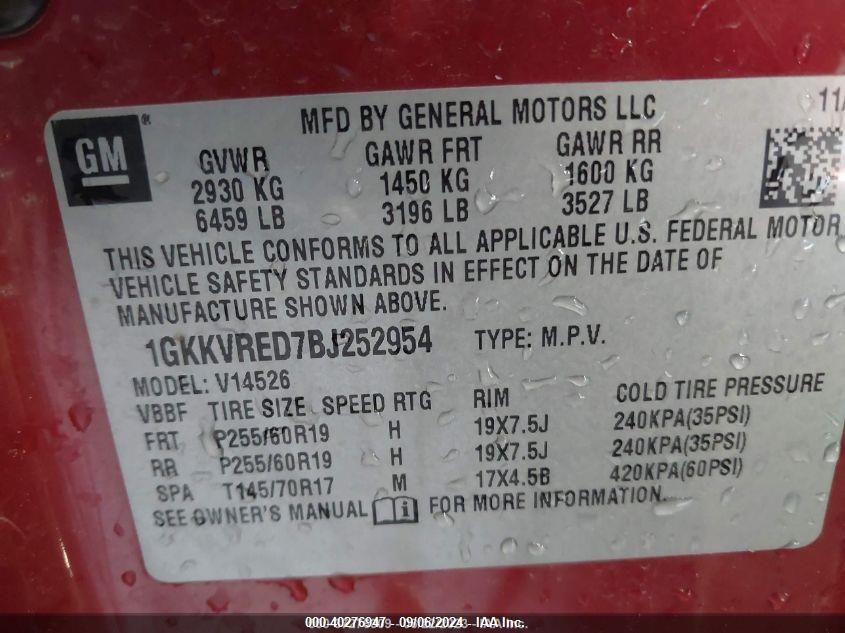 MFD BY GENERAL MOTORS LLC 11/
GM
GVWR GAWR FRT GAWR RR
2930 KG 1450 KG 1600 KG
6459 LB 3196 LB 3527 LB
THIS VEHICLE CONFORMS TO ALL APPLICABLE U.S. FEDERAL MOTOR
VEHICLE SAFETY STANDARDS IN EFFECT ON THE DATE OF
MANUFACTURE SHOWN ABOVE.
1GKKVRED7BJ252954 TYPE: M.P.V.
MODEL: V14526
VBBF TIRE SIZE SPEED RTG RIM COLD TIRE PRESSURE
FRT P255/60R19 H 19X7.5J 240KPA(35PSI)
RR P255/60R19 H 19X7.5J 240KPA(35PSI)
SPA T145/70R17 M 17X4.5B 420KPA(60PSI)
SEE OWNER'S MANUAL FOR MORE INFORMATION.
000-40276947- 09/06/2024 IAA Inc.